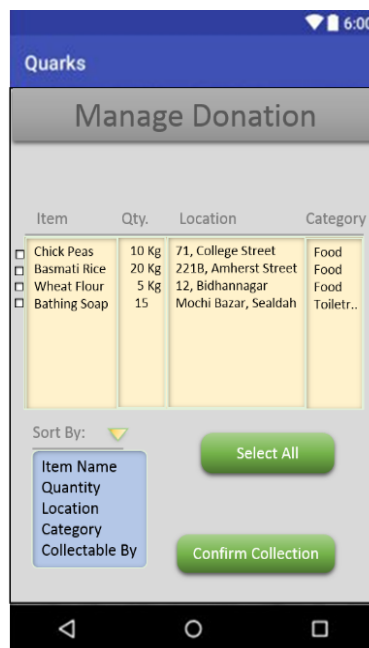 6:00
Quarks
Manage Donation
Item Qty. Location Category
Chick Peas 10 Kg 71, College Street Food
Basmati Rice 20 Kg 221B, Amherst Street Food
Wheat Flour 5 Kg 12, Bidhannagar Food
Bathing Soap 15 Mochi Bazar, Sealdah Toiletr..
Sort By:
Select All
Item Name
Quantity
Location
Category
Collectable By
Confirm Collection